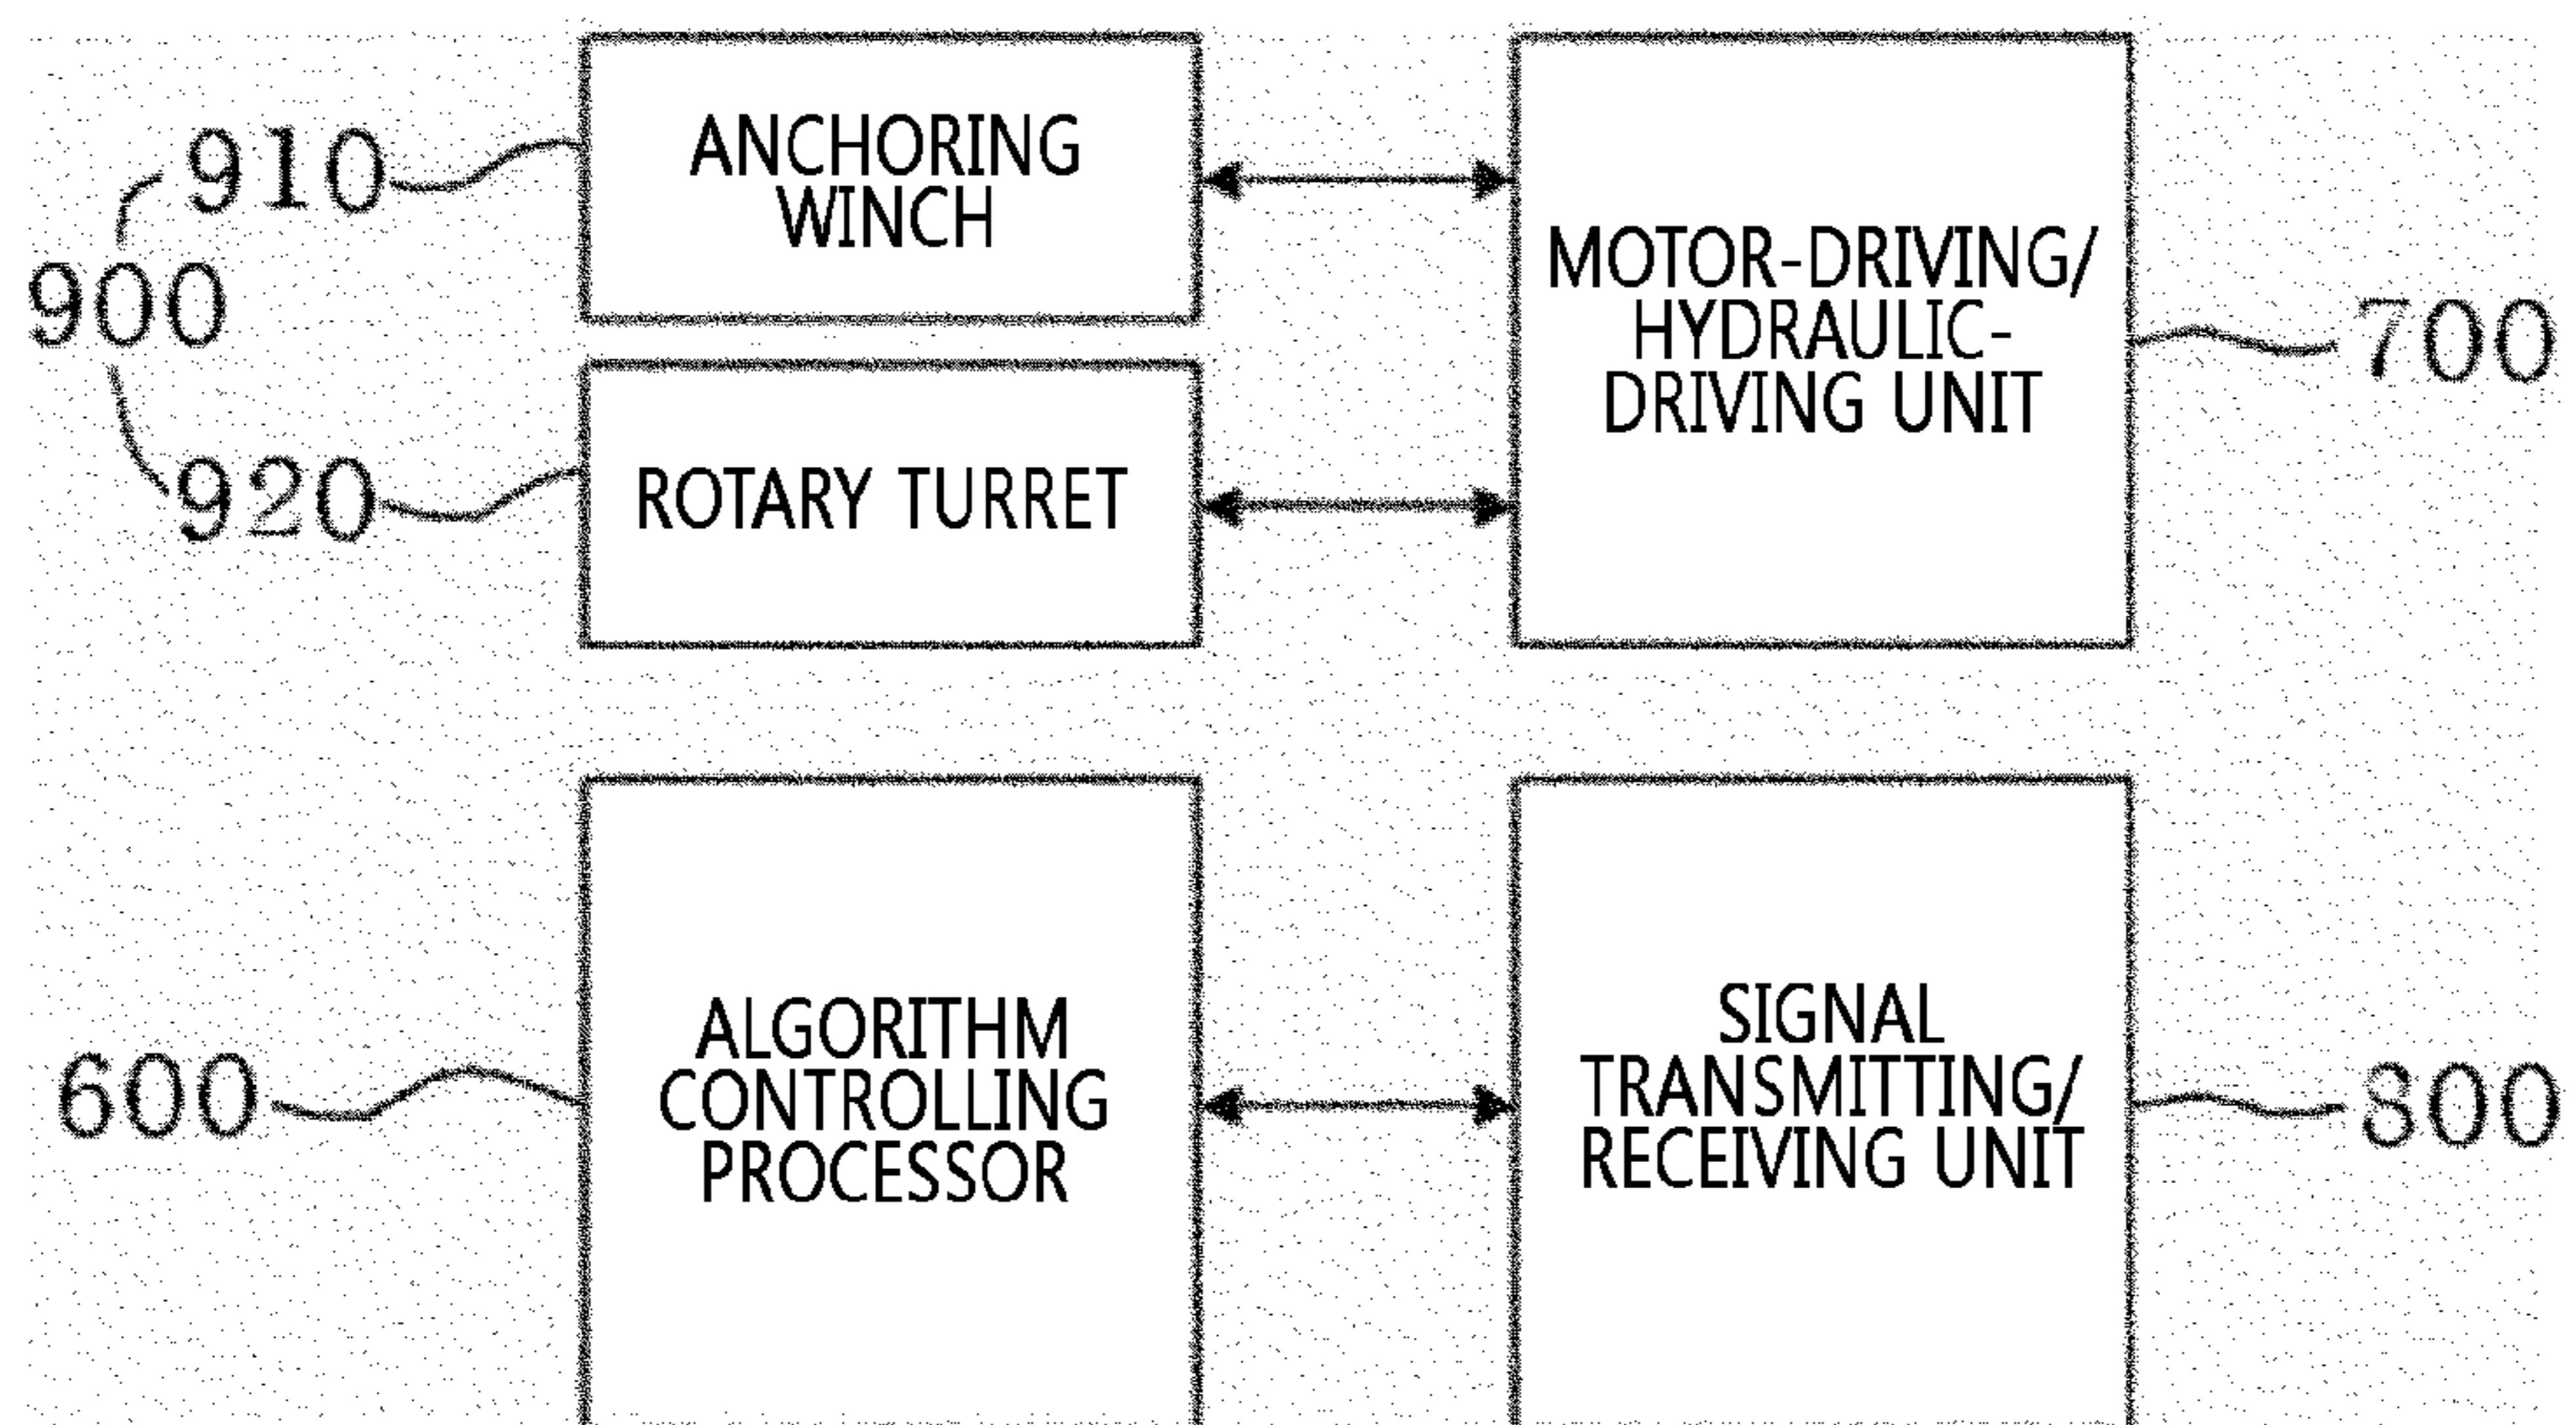 910
ANCHORING
WINCH
900
920
ROTARY TURRET
MOTOR-DRIVING/
HYDRAULIC-
DRIVING UNIT
700
600
ALGORITHM
CONTROLLING
PROCESSOR
SIGNAL
TRANSMITTING/
RECEIVING UNIT
800